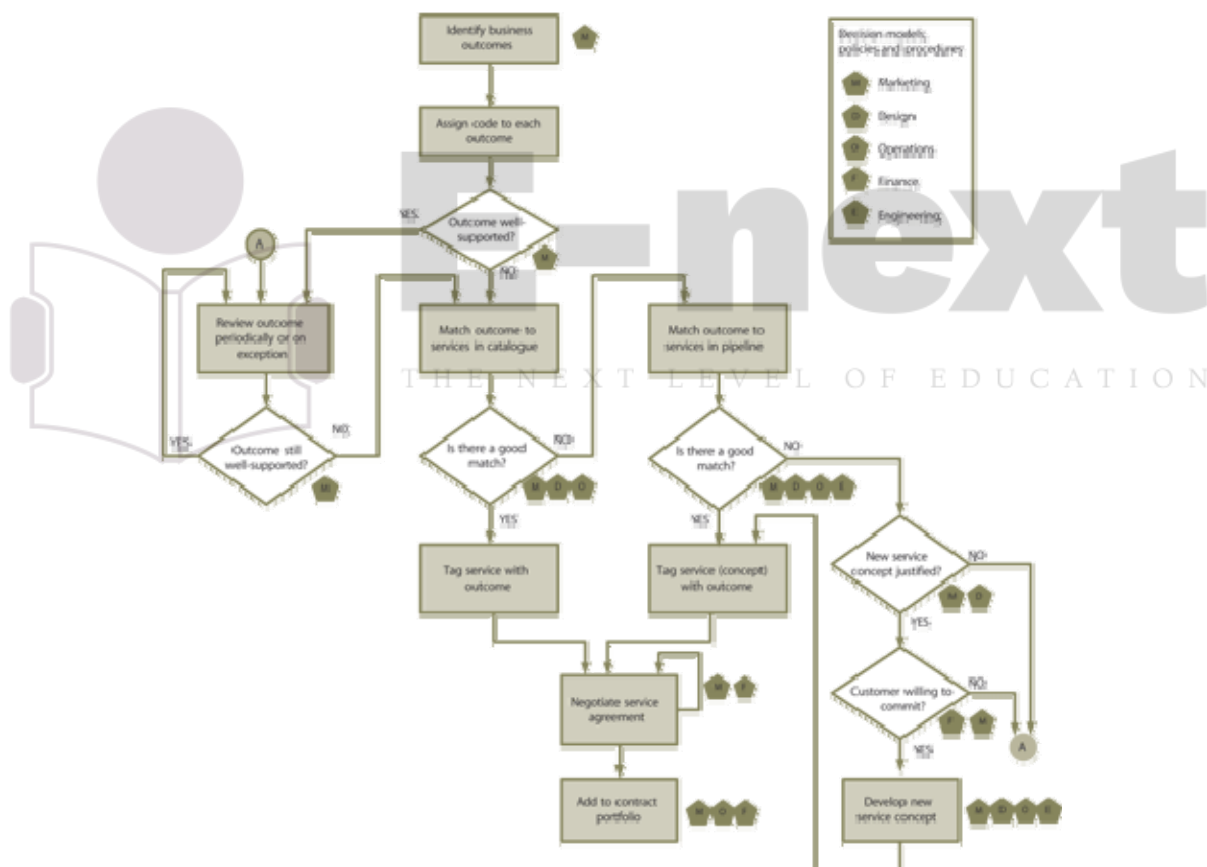 Identify business
outcomes
M
Decision models,
policies and procedures
M Marketing
D Design
O Operations
F Finance
E Engineering
Assign code to each
outcome
E-next
THE NEXT LEVEL OF EDUCATION
YES
Outcome well-
supported?
M
NO
A
Review outcome
periodically or on
exception
Match outcome to
services in catalogue
Match outcome to
services in pipeline
YES
Outcome still
well-supported?
NO
M
Is there a good
match?
NO
M D O
YES
Is there a good
match?
NO
M D O E
YES
New service
concept justified?
NO
M D
YES
Tag service with
outcome
Tag service (concept)
with outcome
Negotiate service
agreement
M F
Customer willing to
commit?
NO
F M
A
YES
Add to contract
portfolio
M O F
Develop new
service concept
M D O E